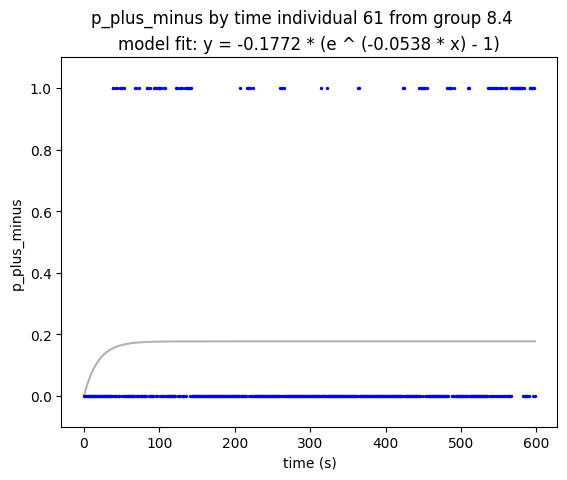 p_plus_minus by time individual 61 from group 8.4
model fit: y = -0.1772 * (e ^ (-0.0538 * x) - 1)
1.0
0.8
0.6
0.4
0.2
0.0
p_plus_minus
0 100 200 300 400 500 600
time (s)